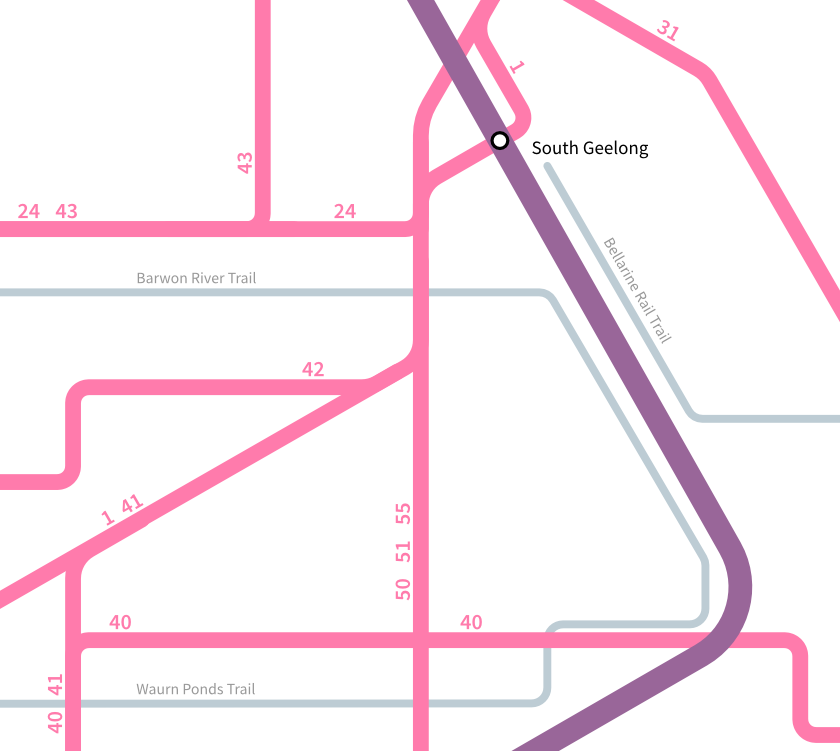 31
1
South Geelong
43
24 43
24
Bellarine Rail Trail
Barwon River Trail
42
1 41
50 51 55
40
40
40 41
Waurn Ponds Trail